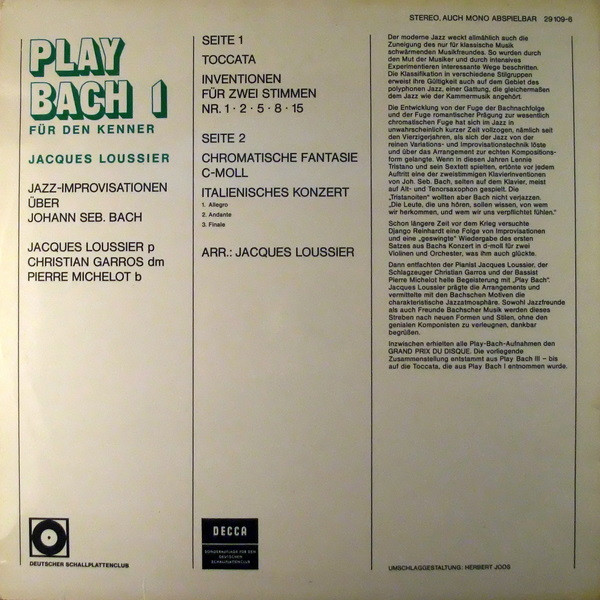 STEREO, AUCH MONO ABSPIELBAR 29 109-6
PLAY
BACH 1
FÜR DEN KENNER
JACQUES LOUSSIER
JAZZ-IMPROVISATIONEN
ÜBER
JOHANN SEB. BACH
JACQUES LOUSSIER p
CHRISTIAN GARROS dm
PIERRE MICHELOT b
DEUTSCHER SCHALLPLATTENCLUB
SEITE 1
TOCCATA
INVENTIONEN
FÜR ZWEI STIMMEN
NR. 1 · 2 · 5 · 8 · 15
SEITE 2
CHROMATISCHE FANTASIE
C-MOLL
ITALIENISCHES KONZERT
1. Allegro
2. Andante
3. Finale
ARR.: JACQUES LOUSSIER
DECCA
SONDERAUFLAGE FÜR DEN
DEUTSCHEN
SCHALLPLATTENCLUB
Der moderne Jazz weckt allmählich auch die
Zuneigung des nur für klassische Musik
schwärmenden Musikfreundes. So wurden durch
den Mut der Musiker und durch intensives
Experimentieren interessante Wege beschritten.
Die Klassifikation in verschiedene Stilgruppen
erweist ihre Gültigkeit auch auf dem Gebiet des
polyphonen Jazz, einer Gattung, die gleichermaßen
dem Jazz wie der Kammermusik angehört.
Die Entwicklung von der Fuge der Bachnachfolge
und der Fuge romantischer Prägung zur wesentlich
chromatischen Fuge hat sich im Jazz in
unwahrscheinlich kurzer Zeit vollzogen, nämlich seit
den Vierzigerjahren, als sich der Jazz von der
reinen Variations- und Improvisationstechnik löste
und über das Arrangement zur echten Kompositions-
form gelangte. Wenn in diesen Jahren Lennie
Tristano und sein Sextett spielten, ertönte vor jedem
Auftritt eine der zweistimmigen Klavierinventionen
von Joh. Seb. Bach, seiten auf dem Klavier, meist
auf Alt- und Tenorsaxophon gespielt. Die
„Tristanoiten“ wollten aber Bach nicht verjazzen.
„Die Leute, die uns hören, sollen wissen, von wem
wir herkommen, und wem wir uns verpflichtet fühlen.“
Schon längere Zeit vor dem Krieg versuchte
Django Reinhardt eine Folge von Improvisationen
und eine „geswingte“ Wiedergabe des ersten
Satzes aus Bachs Konzert in d-moll für zwei
Violinen und Orchester, was ihm auch glückte.
Dann entfachten der Pianist Jacques Loussier, der
Schlagzeuger Christian Garros und der Bassist
Pierre Michelot helle Begeisterung mit „Play Bach“.
Jacques Loussier prägte die Arrangements und
vermittelte mit den Bachschen Motiven die
charakteristische Jazzatmosphäre. Sowohl Jazzfreunde
als auch Freunde Bachscher Musik werden dieses
Streben nach neuen Formen und Stilen, ohne den
genialen Komponisten zu verleugnen, dankbar
begrüßen.
Inzwischen erhielten alle Play-Bach-Aufnahmen den
GRAND PRIX DU DISQUE. Die vorliegende
Zusammenstellung entstammt aus Play Bach III – bis
auf die Toccata, die aus Play Bach I entnommen wurde.
UMSCHLAGGESTALTUNG: HERBERT JOOS